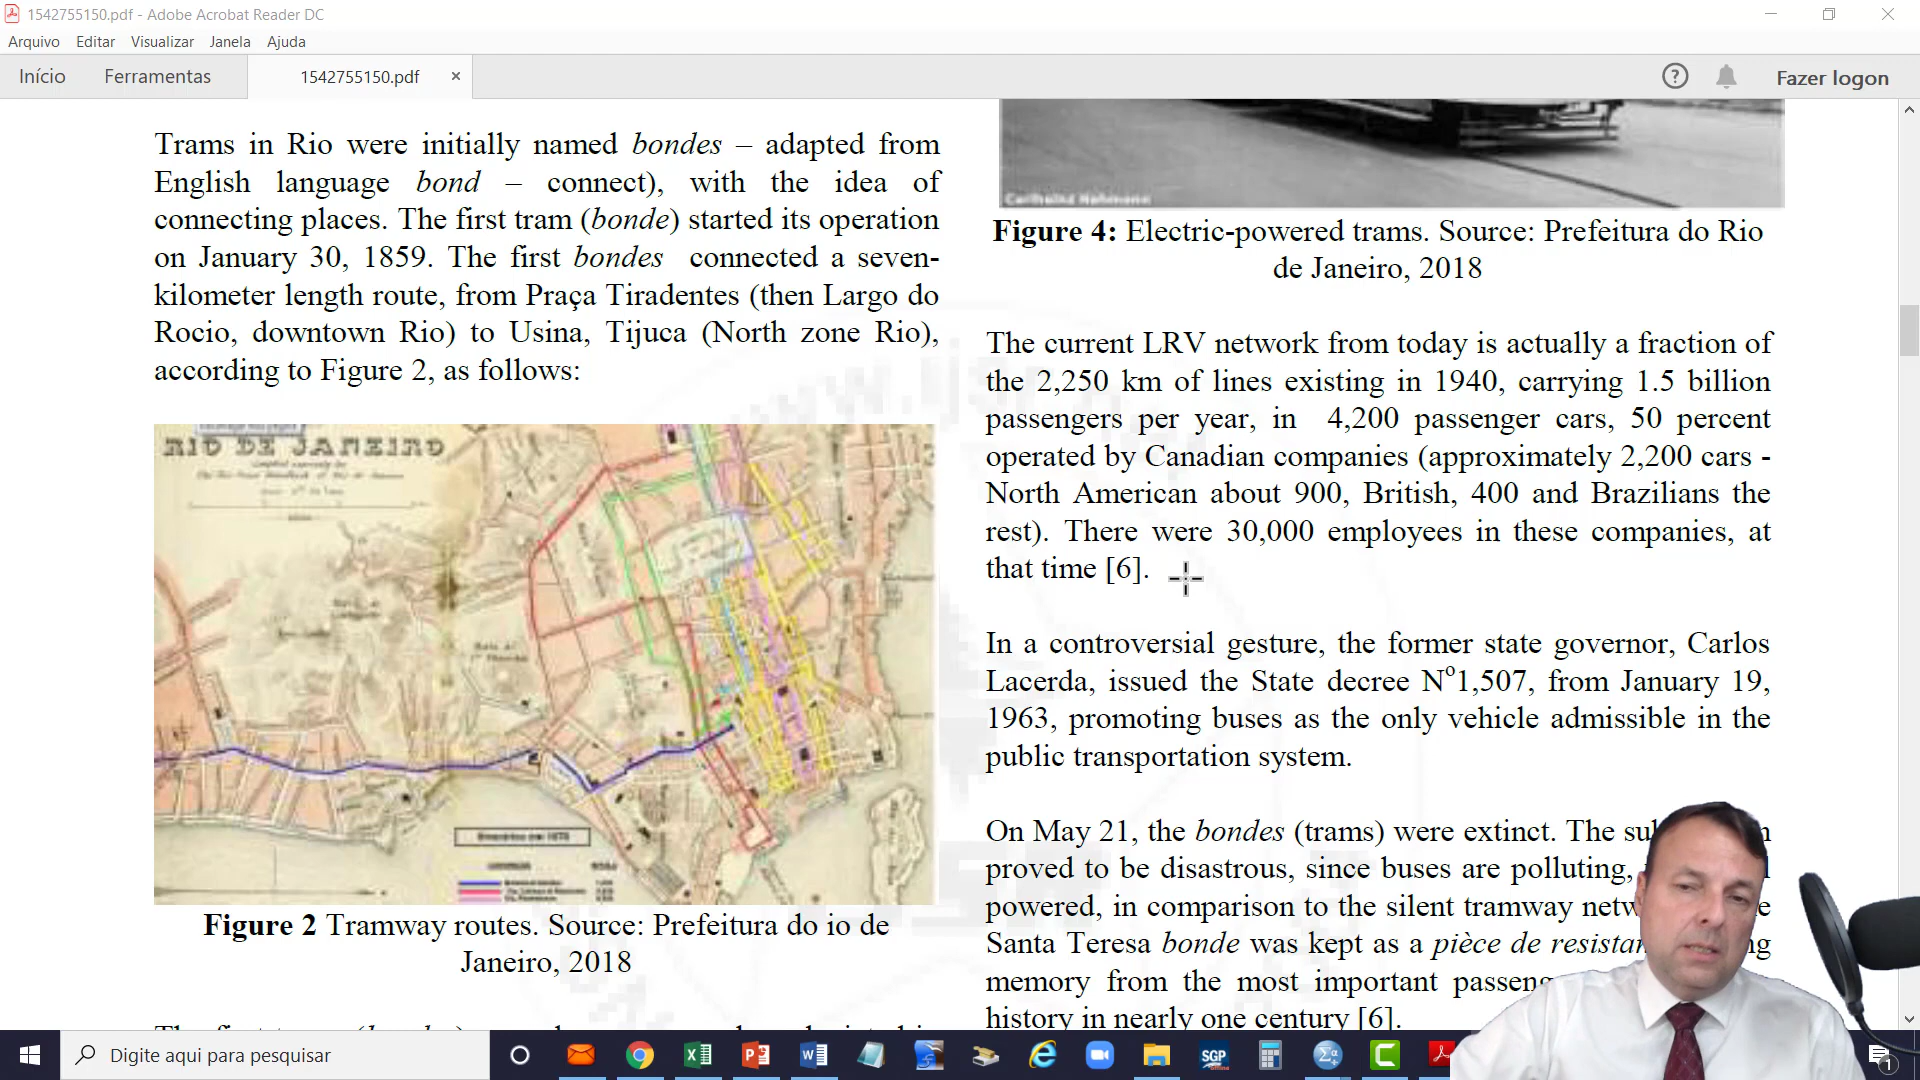 1542755150.pdf - Adobe Acrobat Reader DC
Arquivo Editar Visualizar Janela Ajuda
Início Ferramentas 1542755150.pdf × Fazer logon
Trams in Rio were initially named bondes – adapted from
English language bond – connect), with the idea of
connecting places. The first tram (bonde) started its operation
on January 30, 1859. The first bondes connected a seven-
kilometer length route, from Praça Tiradentes (then Largo do
Rocio, downtown Rio) to Usina, Tijuca (North zone Rio),
according to Figure 2, as follows:
RIO DE JANEIRO
Figure 2 Tramway routes. Source: Prefeitura do io de
Janeiro, 2018
Figure 4: Electric-powered trams. Source: Prefeitura do Rio
de Janeiro, 2018
The current LRV network from today is actually a fraction of
the 2,250 km of lines existing in 1940, carrying 1.5 billion
passengers per year, in 4,200 passenger cars, 50 percent
operated by Canadian companies (approximately 2,200 cars -
North American about 900, British, 400 and Brazilians the
rest). There were 30,000 employees in these companies, at
that time [6].
In a controversial gesture, the former state governor, Carlos
Lacerda, issued the State decree Nº1,507, from January 19,
1963, promoting buses as the only vehicle admissible in the
public transportation system.
On May 21, the bondes (trams) were extinct. The
proved to be disastrous, since buses are polluting,
powered, in comparison to the silent tramway
Santa Teresa bonde was kept as a pièce de
memory from the most important
history in nearly one century [6].
Digite aqui para pesquisar
SGP
1